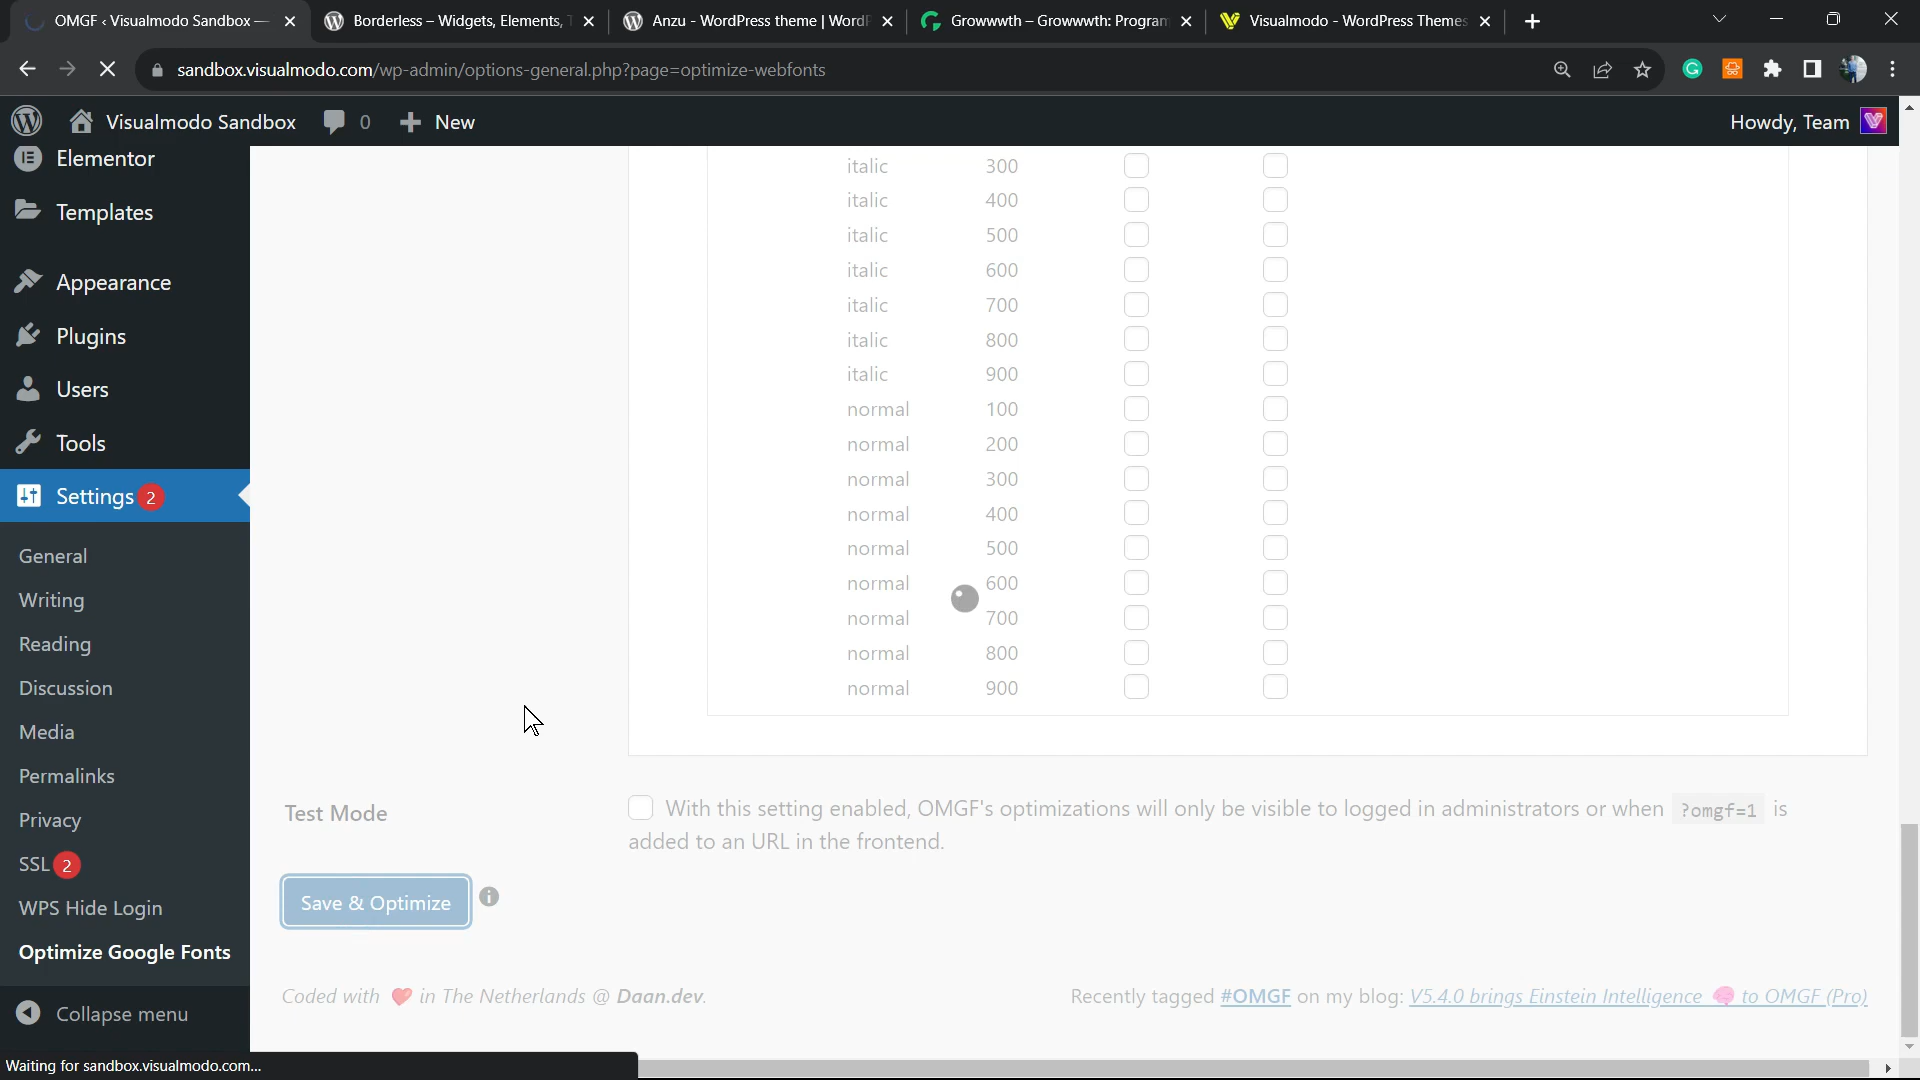 OMGF ‹ Visualmodo Sandbox —
Borderless – Widgets, Elements,
Anzu - WordPress theme | Word
Growwwth – Growwwth: Program
Visualmodo - WordPress Themes
sandbox.visualmodo.com/wp-admin/options-general.php?page=optimize-webfonts
Visualmodo Sandbox
0
New
Howdy, Team
Elementor
Templates
Appearance
Plugins
Users
Tools
Settings 2
General
Writing
Reading
Discussion
Media
Permalinks
Privacy
SSL 2
WPS Hide Login
Optimize Google Fonts
Collapse menu
italic 300
italic 400
italic 500
italic 600
italic 700
italic 800
italic 900
normal 100
normal 200
normal 300
normal 400
normal 500
normal 600
normal 700
normal 800
normal 900
Test Mode
With this setting enabled, OMGF's optimizations will only be visible to logged in administrators or when ?omgf=1 is
added to an URL in the frontend.
Save & Optimize
Coded with ❤ in The Netherlands @ Daan.dev.
Recently tagged #OMGF on my blog: V5.4.0 brings Einstein Intelligence 🧠 to OMGF (Pro)
Waiting for sandbox.visualmodo.com...